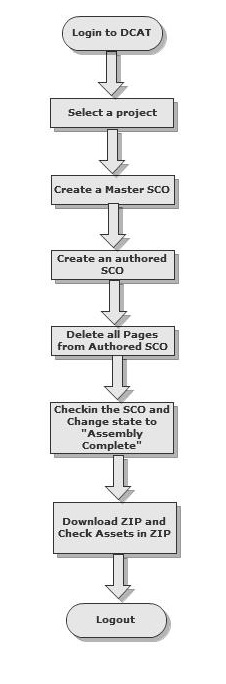 Login to DCAT
Select a project
Create a Master SCO
Create an authored
SCO
Delete all Pages
from Authored SCO
Checkin the SCO and
Change state to
"Assembly
Complete"
Download ZIP and
Check Assets in ZIP
Logout